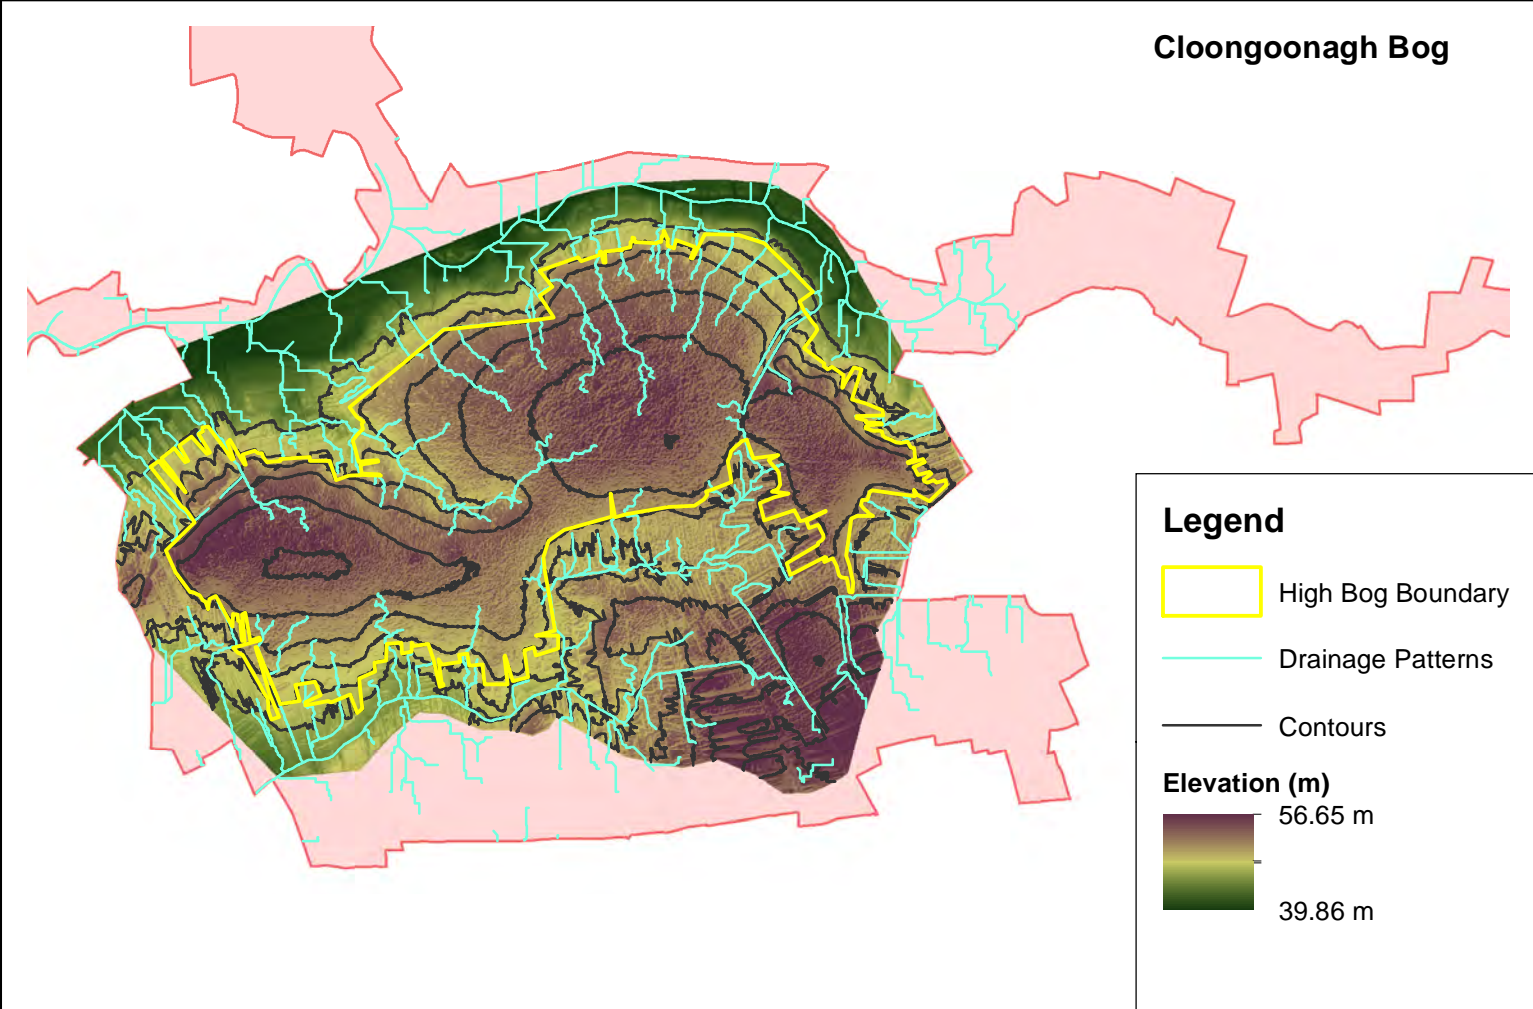 Cloongoonagh Bog
Legend
High Bog Boundary
Drainage Patterns
Contours
Elevation (m)
56.65 m
39.86 m